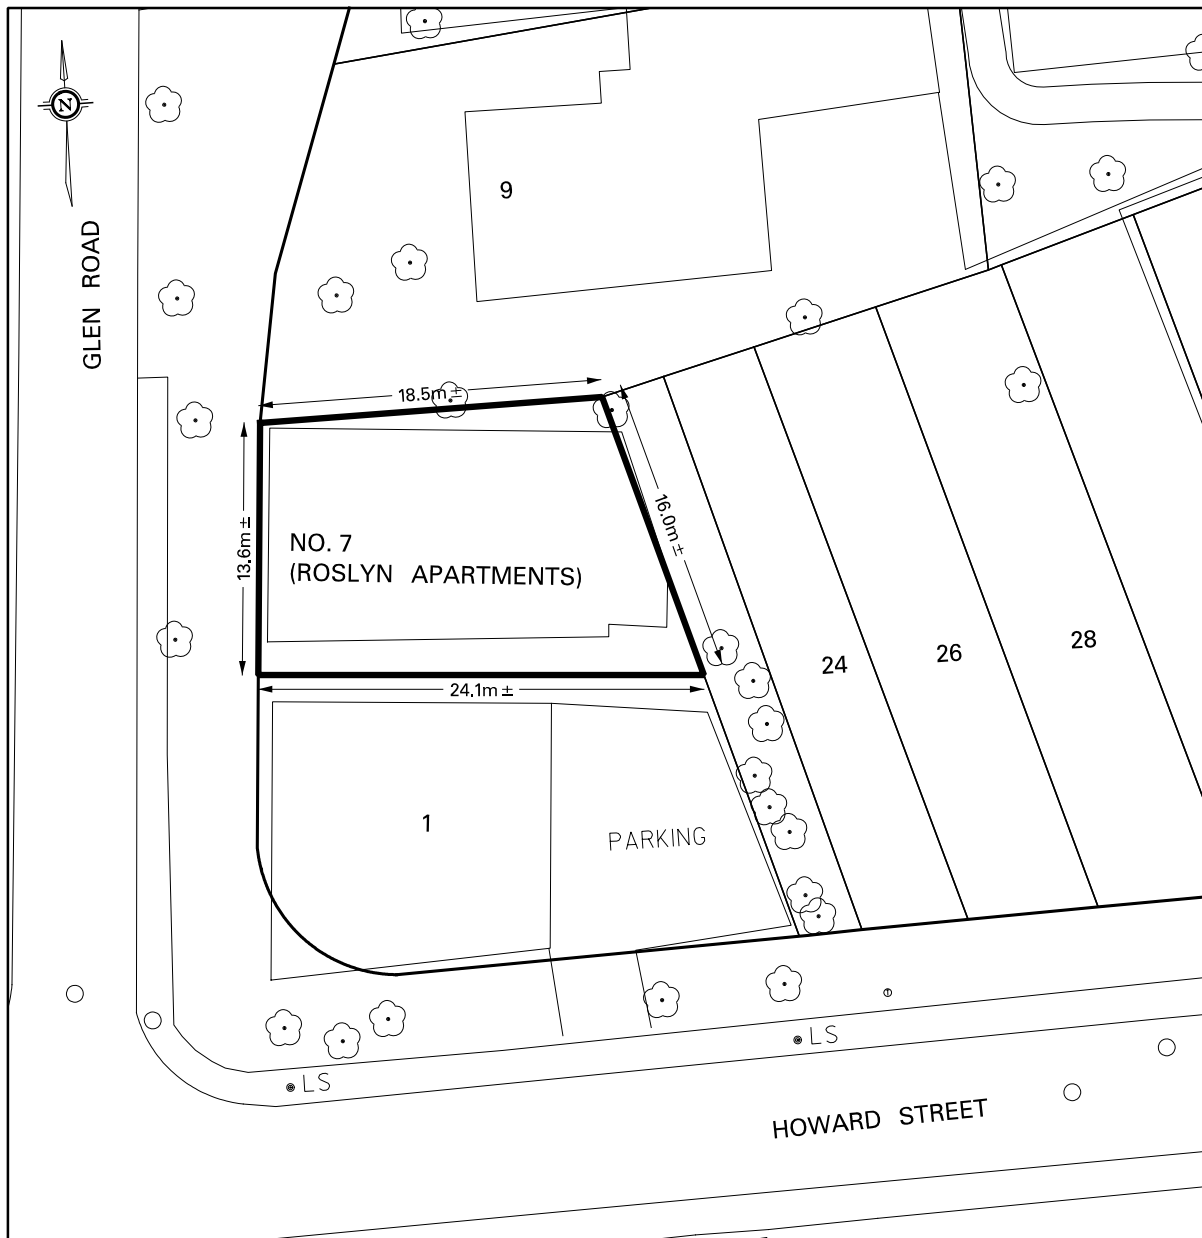 N
GLEN ROAD
9
18.5m ±
13.6m ±
16.0m ±
NO. 7
(ROSLYN APARTMENTS)
24.1m ±
24
26
28
1
PARKING
LS
LS
HOWARD STREET